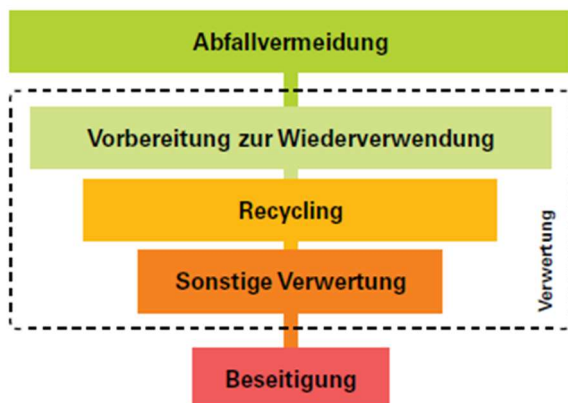 Abfallvermeidung
Vorbereitung zur Wiederverwendung
Recycling
Sonstige Verwertung
Verwertung
Beseitigung